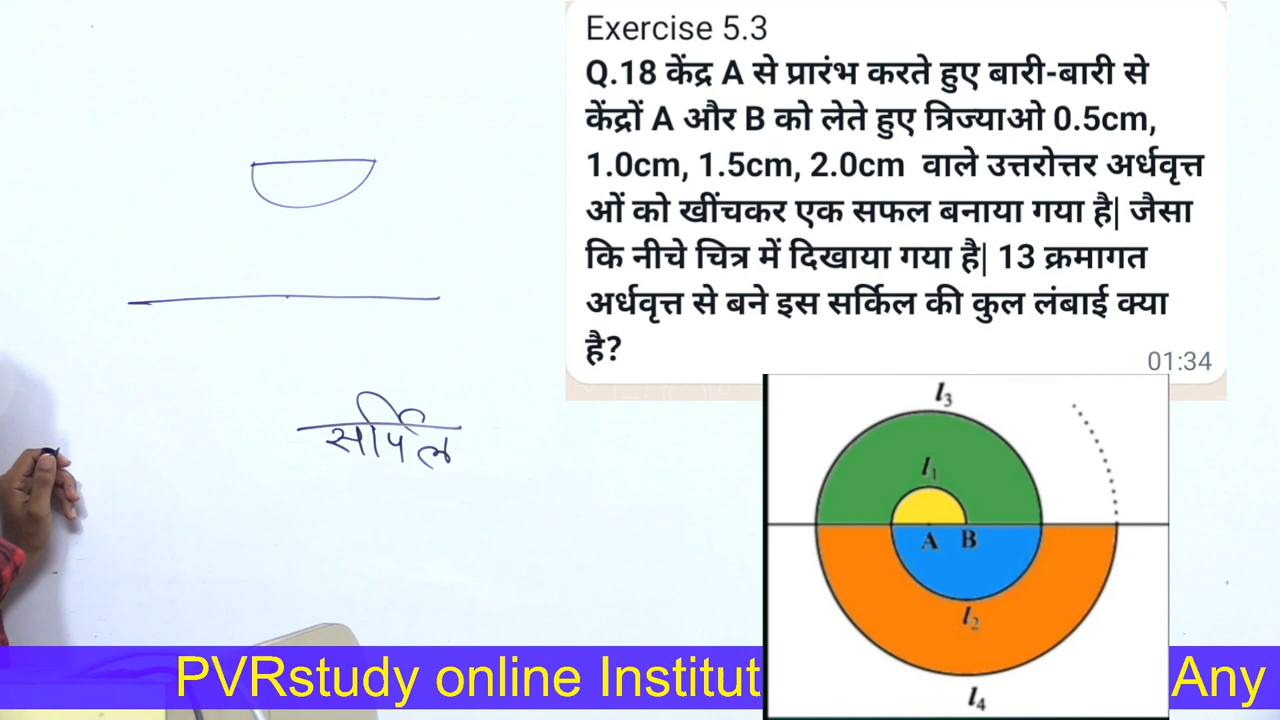 Exercise 5.3
Q.18 केंद्र A से प्रारंभ करते हुए बारी-बारी से
केंद्रों A और B को लेते हुए त्रिज्याओ 0.5cm,
1.0cm, 1.5cm, 2.0cm वाले उत्तरोत्तर अर्धवृत्त
ओं को खींचकर एक सफल बनाया गया है| जैसा
कि नीचे चित्र में दिखाया गया है| 13 क्रमागत
अर्धवृत्त से बने इस सर्किल की कुल लंबाई क्या
है?
01:34
सर्पिल
l3
l1
A B
l2
l4
PVRstudy online Institut
Any